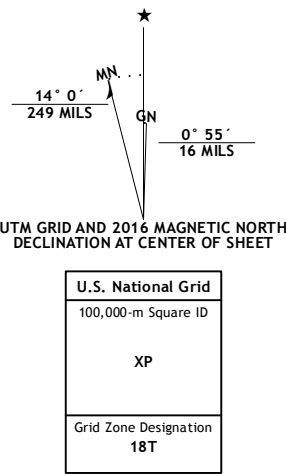 MN
14° 0´
249 MILS
GN
0° 55´
16 MILS
UTM GRID AND 2016 MAGNETIC NORTH
DECLINATION AT CENTER OF SHEET
U.S. National Grid
100,000-m Square ID
XP
Grid Zone Designation
18T